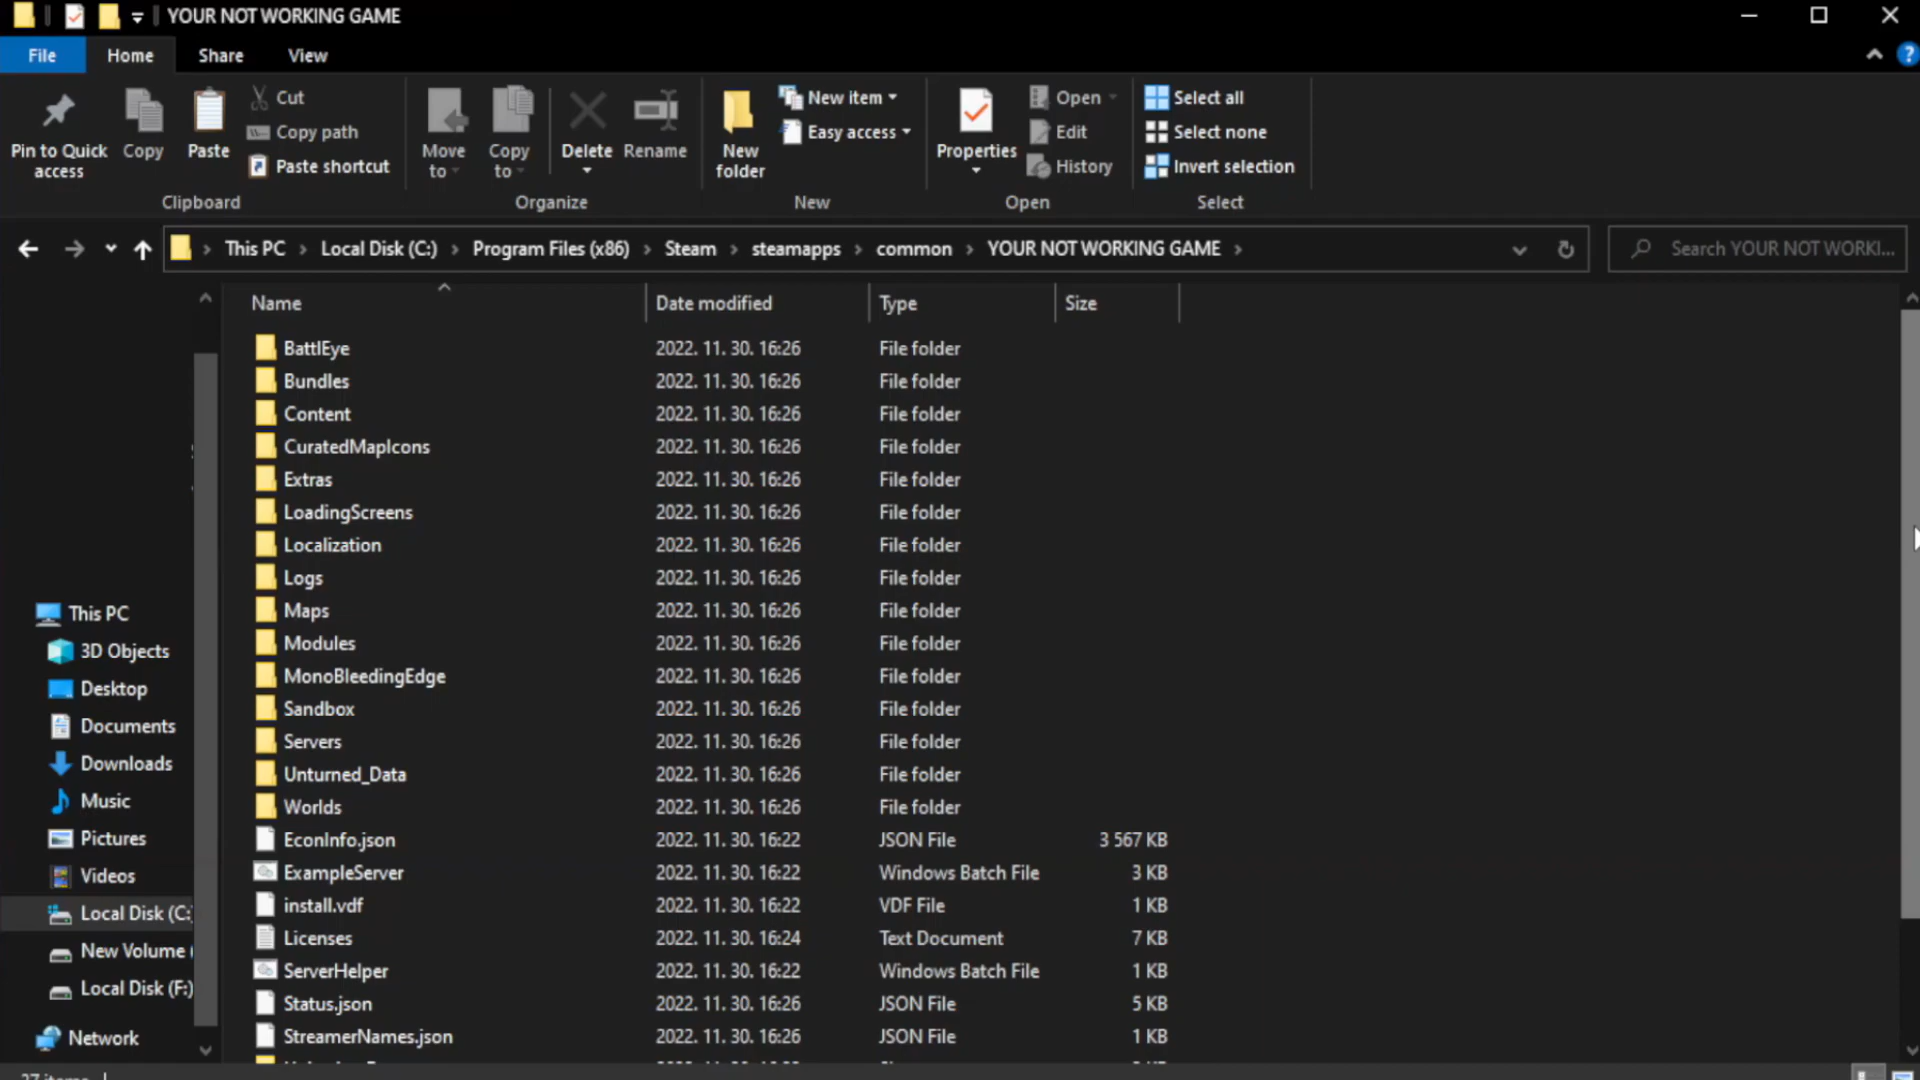 YOUR NOT WORKING GAME
File Home Share View
Pin to Quick access
Copy
Paste
Cut
Copy path
Paste shortcut
Move to
Copy to
Delete
Rename
New folder
New item
Easy access
Properties
Open
Edit
History
Select all
Select none
Invert selection
Clipboard Organize New Open Select
This PC Local Disk (C:) Program Files (x86) Steam steamapps common YOUR NOT WORKING GAME
Search YOUR NOT WORKI...
Name Date modified Type Size
BattlEye 2022. 11. 30. 16:26 File folder
Bundles 2022. 11. 30. 16:26 File folder
Content 2022. 11. 30. 16:26 File folder
CuratedMapIcons 2022. 11. 30. 16:26 File folder
Extras 2022. 11. 30. 16:26 File folder
LoadingScreens 2022. 11. 30. 16:26 File folder
Localization 2022. 11. 30. 16:26 File folder
Logs 2022. 11. 30. 16:26 File folder
Maps 2022. 11. 30. 16:26 File folder
Modules 2022. 11. 30. 16:26 File folder
MonoBleedingEdge 2022. 11. 30. 16:26 File folder
Sandbox 2022. 11. 30. 16:26 File folder
Servers 2022. 11. 30. 16:26 File folder
Unturned_Data 2022. 11. 30. 16:26 File folder
Worlds 2022. 11. 30. 16:26 File folder
EconInfo.json 2022. 11. 30. 16:22 JSON File 3 567 KB
ExampleServer 2022. 11. 30. 16:22 Windows Batch File 3 KB
install.vdf 2022. 11. 30. 16:22 VDF File 1 KB
Licenses 2022. 11. 30. 16:24 Text Document 7 KB
ServerHelper 2022. 11. 30. 16:22 Windows Batch File 1 KB
Status.json 2022. 11. 30. 16:26 JSON File 5 KB
StreamerNames.json 2022. 11. 30. 16:26 JSON File 1 KB
This PC
3D Objects
Desktop
Documents
Downloads
Music
Pictures
Videos
Local Disk (C:)
New Volume (
Local Disk (F:)
Network